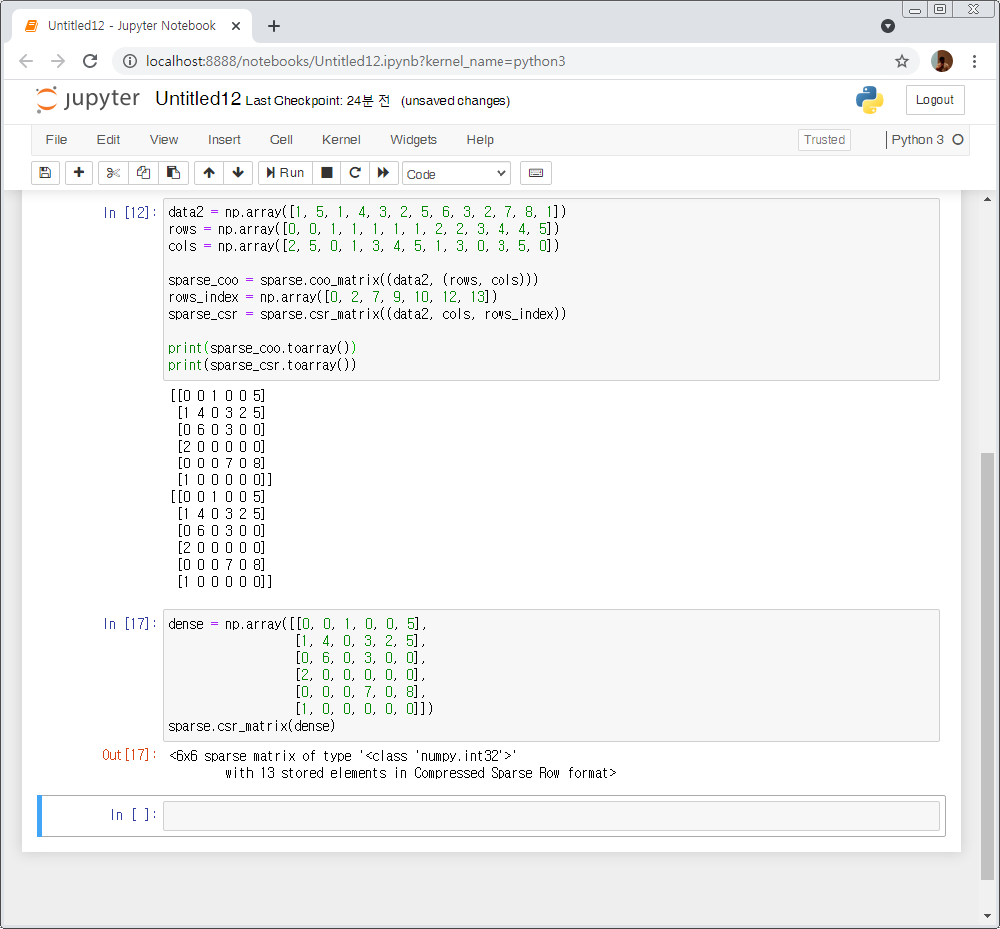 Untitled12 - Jupyter Notebook
localhost:8888/notebooks/Untitled12.ipynb?kernel_name=python3
jupyter Untitled12 Last Checkpoint: 24분 전 (unsaved changes) Logout
File Edit View Insert Cell Kernel Widgets Help Trusted Python 3
Run Code
In [12]: data2 = np.array([1, 5, 1, 4, 3, 2, 5, 6, 3, 2, 7, 8, 1])
rows = np.array([0, 0, 1, 1, 1, 1, 1, 2, 2, 3, 4, 4, 5])
cols = np.array([2, 5, 0, 1, 3, 4, 5, 1, 3, 0, 3, 5, 0])
sparse_coo = sparse.coo_matrix((data2, (rows, cols)))
rows_index = np.array([0, 2, 7, 9, 10, 12, 13])
sparse_csr = sparse.csr_matrix((data2, cols, rows_index))
print(sparse_coo.toarray())
print(sparse_csr.toarray())
[[0 0 1 0 0 5]
[1 4 0 3 2 5]
[0 6 0 3 0 0]
[2 0 0 0 0 0]
[0 0 0 7 0 8]
[1 0 0 0 0 0]]
[[0 0 1 0 0 5]
[1 4 0 3 2 5]
[0 6 0 3 0 0]
[2 0 0 0 0 0]
[0 0 0 7 0 8]
[1 0 0 0 0 0]]
In [17]: dense = np.array([[0, 0, 1, 0, 0, 5],
[1, 4, 0, 3, 2, 5],
[0, 6, 0, 3, 0, 0],
[2, 0, 0, 0, 0, 0],
[0, 0, 0, 7, 0, 8],
[1, 0, 0, 0, 0, 0]])
sparse.csr_matrix(dense)
Out[17]: <6x6 sparse matrix of type '<class 'numpy.int32'>'
with 13 stored elements in Compressed Sparse Row format>
In [ ]: